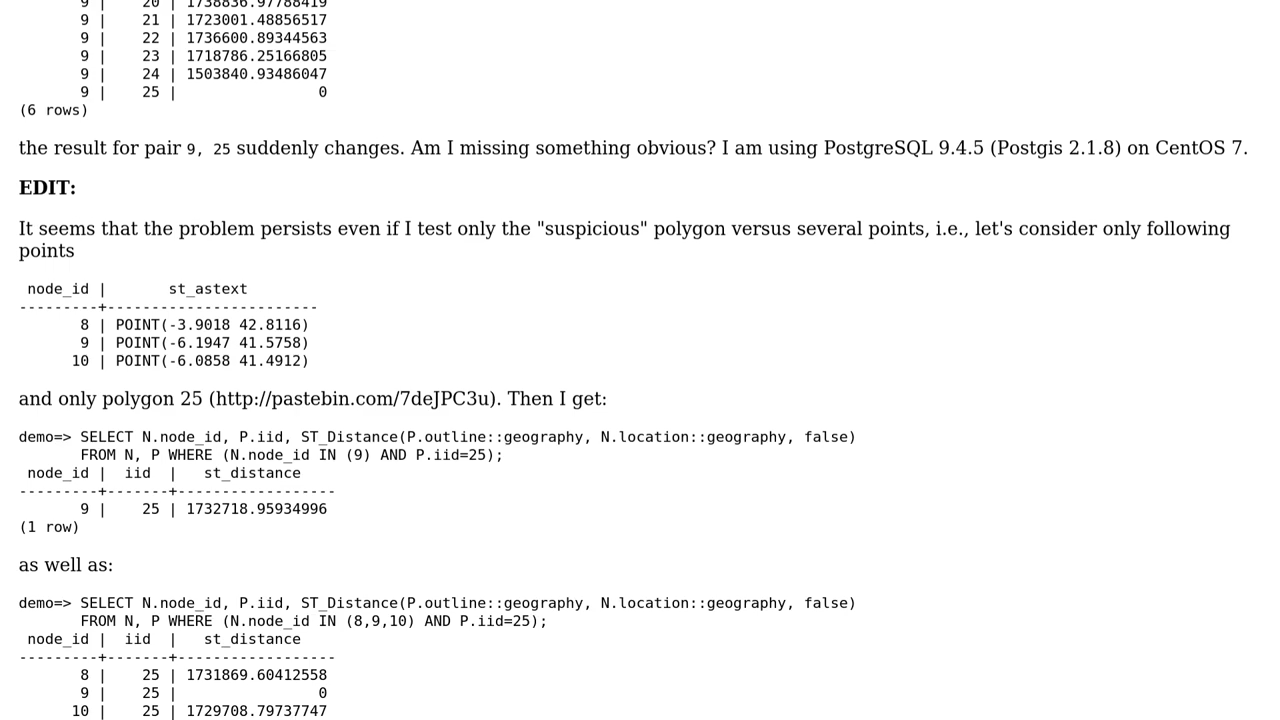 9 |    20 | 1738836.97788419
9 |    21 | 1723001.48856517
9 |    22 | 1736600.89344563
9 |    23 | 1718786.25166805
9 |    24 | 1503840.93486047
9 |    25 |                0
(6 rows)
the result for pair 9, 25 suddenly changes. Am I missing something obvious? I am using PostgreSQL 9.4.5 (Postgis 2.1.8) on CentOS 7.
EDIT:
It seems that the problem persists even if I test only the "suspicious" polygon versus several points, i.e., let's consider only following
points
node_id |       st_astext
---------+------------------------
8 | POINT(-3.9018 42.8116)
9 | POINT(-6.1947 41.5758)
10 | POINT(-6.0858 41.4912)
and only polygon 25 (http://pastebin.com/7deJPC3u). Then I get:
demo=> SELECT N.node_id, P.iid, ST_Distance(P.outline::geography, N.location::geography, false)
FROM N, P WHERE (N.node_id IN (9) AND P.iid=25);
node_id |  iid  |   st_distance
---------+-------+------------------
9 |    25 | 1732718.95934996
(1 row)
as well as:
demo=> SELECT N.node_id, P.iid, ST_Distance(P.outline::geography, N.location::geography, false)
FROM N, P WHERE (N.node_id IN (8,9,10) AND P.iid=25);
node_id |  iid  |   st_distance
---------+-------+------------------
8 |    25 | 1731869.60412558
9 |    25 |                0
10 |    25 | 1729708.79737747